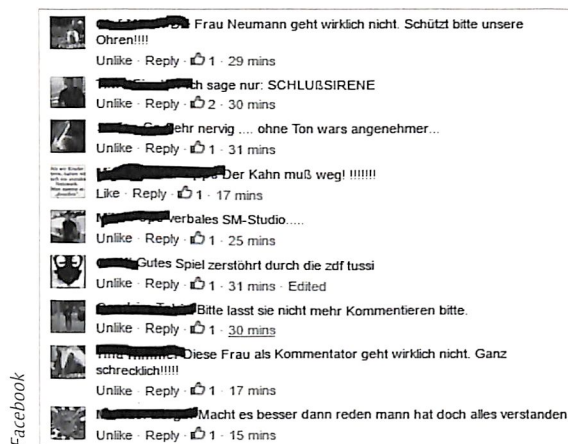 Frau Neumann geht wirklich nicht. Schützt bitte unsere
Ohren!!!!
Unlike · Reply · 1 · 29 mins
ch sage nur: SCHLUßSIRENE
Unlike · Reply · 2 · 30 mins
ehr nervig .... ohne Ton wars angenehmer...
Unlike · Reply · 1 · 31 mins
Der Kahn muß weg! !!!!!!!
Like · Reply · 1 · 17 mins
verbales SM-Studio.....
Unlike · Reply · 1 · 25 mins
Gutes Spiel zerstöhrt durch die zdf tussi
Unlike · Reply · 1 · 31 mins · Edited
Bitte lasst sie nicht mehr Kommentieren bitte.
Unlike · Reply · 1 · 30 mins
Diese Frau als Kommentator geht wirklich nicht. Ganz
schrecklich!!!!!
Unlike · Reply · 1 · 17 mins
Macht es besser dann reden mann hat doch alles verstanden
Unlike · Reply · 1 · 15 mins
Facebook